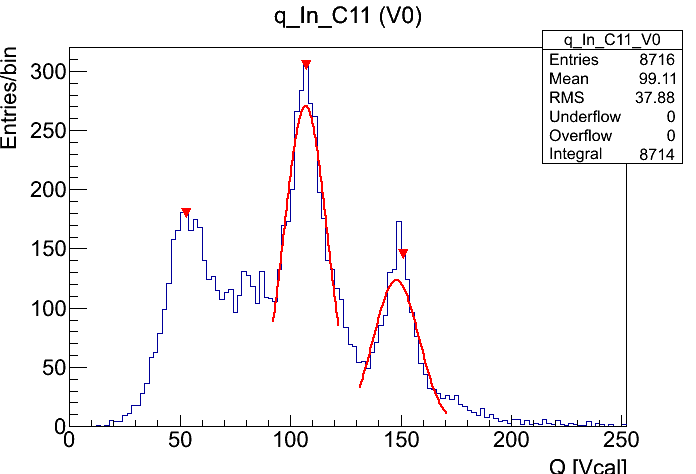 q_In_C11 (V0)
q_In_C11_V0
Entries 8716
Mean 99.11
RMS 37.88
Underflow 0
Overflow 0
Integral 8714
Entries/bin
300
250
200
150
100
50
0
0 50 100 150 200 250
Q [Vcal]